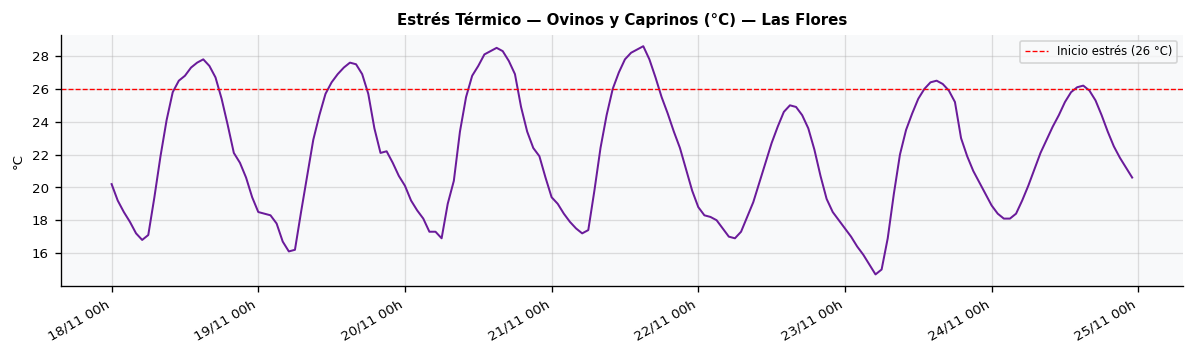 Estrés Térmico — Ovinos y Caprinos (°C) — Las Flores
Inicio estrés (26 °C)
°C
28
26
24
22
20
18
16
18/11 00h
19/11 00h
20/11 00h
21/11 00h
22/11 00h
23/11 00h
24/11 00h
25/11 00h